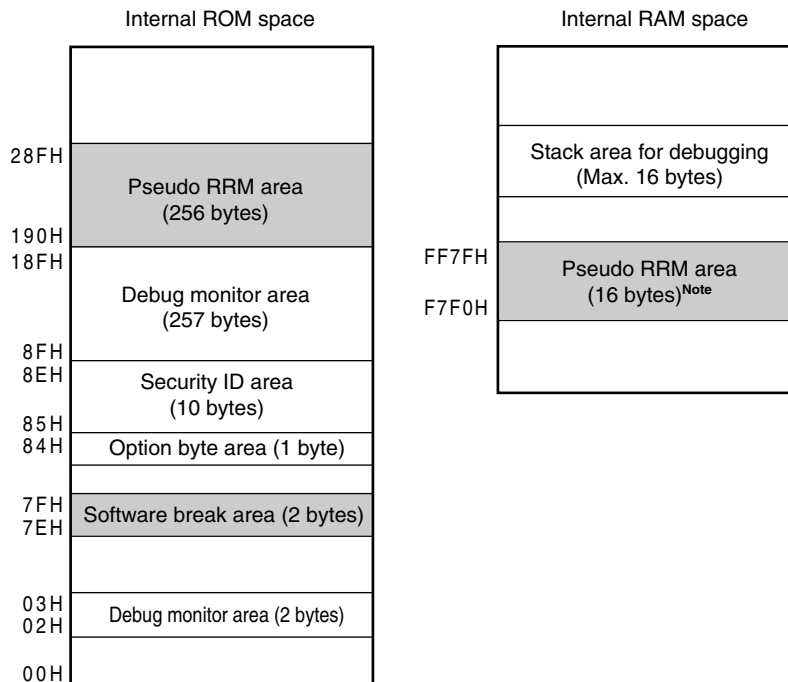 Internal ROM space
28FH
Pseudo RRM area
(256 bytes)
190H
18FH
Debug monitor area
(257 bytes)
8FH
8EH
Security ID area
(10 bytes)
85H
84H
Option byte area (1 byte)
7FH
Software break area (2 bytes)
7EH
03H
Debug monitor area (2 bytes)
02H
00H
Internal RAM space
Stack area for debugging
(Max. 16 bytes)
FF7FH
Pseudo RRM area
(16 bytes)Note
F7F0H